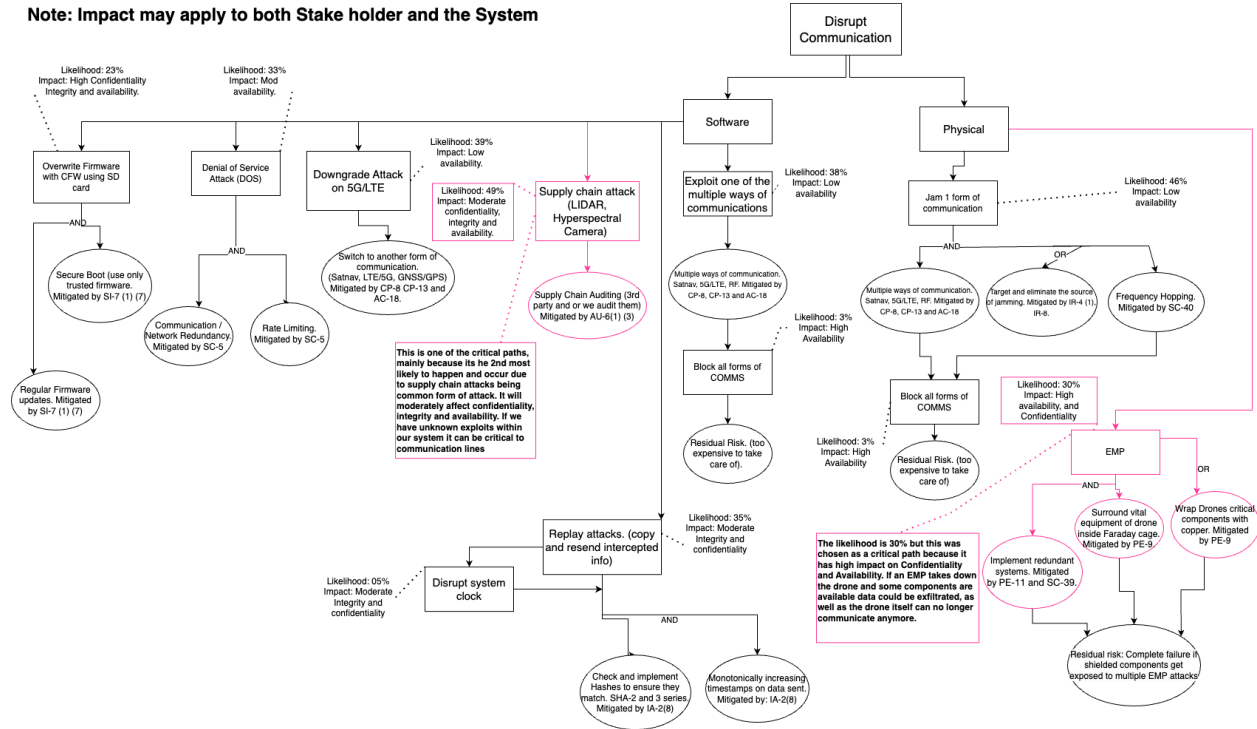 Note: Impact may apply to both Stake holder and the System
Disrupt
Communication
Likelihood: 23%
Impact: High Confidentiality
Integrity and availability.
Likelihood: 33%
Impact: Mod
availability.
Software
Physical
Overwrite Firmware
with CFW using SD
card
Denial of Service
Attack (DOS)
Downgrade Attack
on 5G/LTE
Likelihood: 39%
Impact: Low
availability.
Likelihood: 49%
Impact: Moderate
confidentiality,
integrity and
availability.
Supply chain attack
(LIDAR,
Hyperspectral
Camera)
Exploit one of the
multiple ways of
communications
Likelihood: 38%
Impact: Low
availability
Jam 1 form of
communication
Likelihood: 46%
Impact: Low
availability
AND
AND
AND
OR
Secure Boot (use only
trusted firmware.
Mitigated by SI-7 (1) (7)
Switch to another form of
communication.
(Satnav, LTE/5G, GNSS/GPS)
Mitigated by CP-8 CP-13 and
AC-18.
Supply Chain Auditing (3rd
party and or we audit them)
Mitigated by AU-6(1) (3)
Multiple ways of communication.
Satnav, 5G/LTE, RF. Mitigated by
CP-8, CP-13 and AC-18
Multiple ways of communication.
Satnav, 5G/LTE, RF. Mitigated by
CP-8, CP-13 and AC-18
Target and eliminate the source
of jamming. Mitigated by IR-4 (1),
IR-8.
Frequency Hopping.
Mitigated by SC-40
Communication /
Network Redundancy.
Mitigated by SC-5
Rate Limiting.
Mitigated by SC-5
Likelihood: 3%
Impact: High
Availability
This is one of the critical paths,
mainly because its he 2nd most
likely to happen and occur due
to supply chain attacks being
common form of attack. It will
moderately affect confidentiality,
integrity and availability. If we
have unknown exploits within
our system it can be critical to
communication lines
Block all forms of
COMMS
Block all forms of
COMMS
Likelihood: 30%
Impact: High
availability, and
Confidentiality
Regular Firmware
updates. Mitigated
by SI-7 (1) (7)
Residual Risk. (too
expensive to take
care of).
Likelihood: 3%
Impact: High
Availability
Residual Risk. (too
expensive to take
care of)
EMP
AND
OR
Replay attacks. (copy
and resend intercepted
info)
Likelihood: 35%
Impact: Moderate
Integrity and
confidentiality
The likelihood is 30% but this was
chosen as a critical path because it
has high impact on Confidentiality
and Availability. If an EMP takes down
the drone and some components are
available data could be exfiltrated, as
well as the drone itself can no longer
communicate anymore.
Implement redundant
systems. Mitigated
by PE-11 and SC-39.
Surround vital
equipment of drone
inside Faraday cage.
Mitigated by PE-9.
Wrap Drones critical
components with
copper. Mitigated
by PE-9
Likelihood: 05%
Impact: Moderate
Integrity and
confidentiality
Disrupt system
clock
AND
Check and implement
Hashes to ensure they
match. SHA-2 and 3 series.
Mitigated by IA-2(8)
Monotonically increasing
timestamps on data sent.
Mitigated by: IA-2(8)
Residual risk: Complete failure if
shielded components get
exposed to multiple EMP attacks